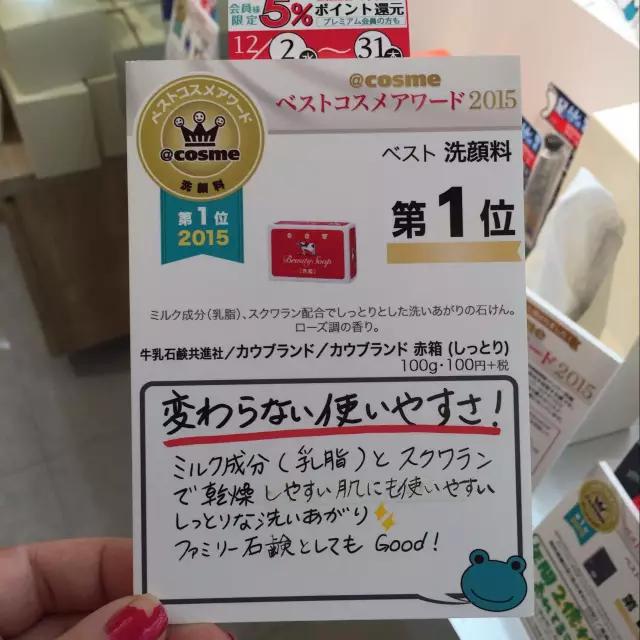 会員様限定 5% ポイント還元
プレミアム会員の方も
12/2水〜31木
@cosme
ベストコスメアワード2015
ベストコスメアワード
@cosme
洗顔料
第1位
2015
ベスト 洗顔料
第1位
Beauty Soap
ミルク成分(乳脂)、スクワラン配合でしっとりとした洗いあがりの石けん。
ローズ調の香り。
牛乳石鹸共進社/カウブランド/カウブランド 赤箱 (しっとり)
100g・100円+税
変わらない使いやすさ!
ミルク成分(乳脂)とスクワラン
で乾燥しやすい肌にも使いやすい
しっとりな洗いあがり✨
ファミリー石鹸としても Good!
@cosme
アワード2015